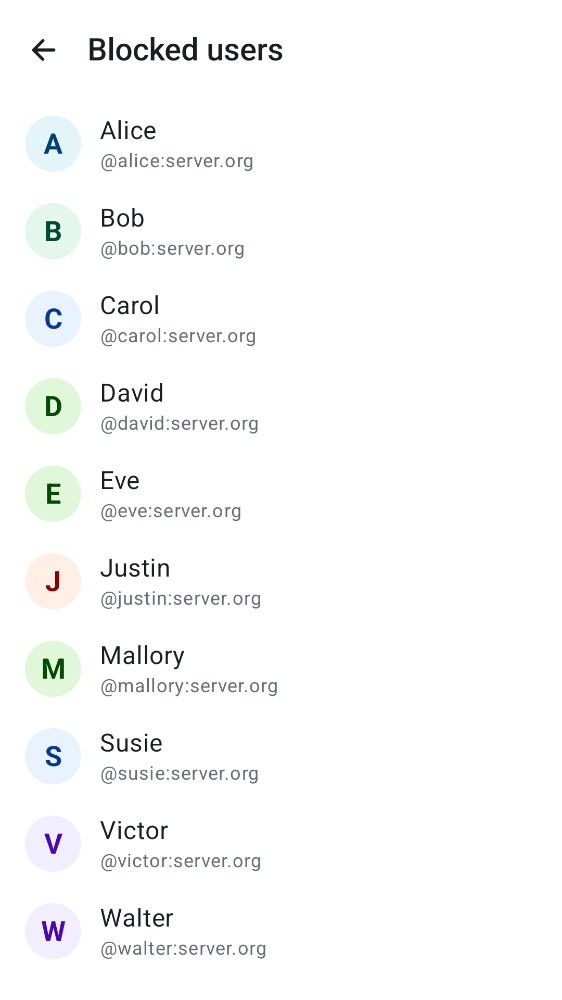 Blocked users
A
Alice
@alice:server.org
B
Bob
@bob:server.org
C
Carol
@carol:server.org
D
David
@david:server.org
E
Eve
@eve:server.org
J
Justin
@justin:server.org
M
Mallory
@mallory:server.org
S
Susie
@susie:server.org
V
Victor
@victor:server.org
W
Walter
@walter:server.org